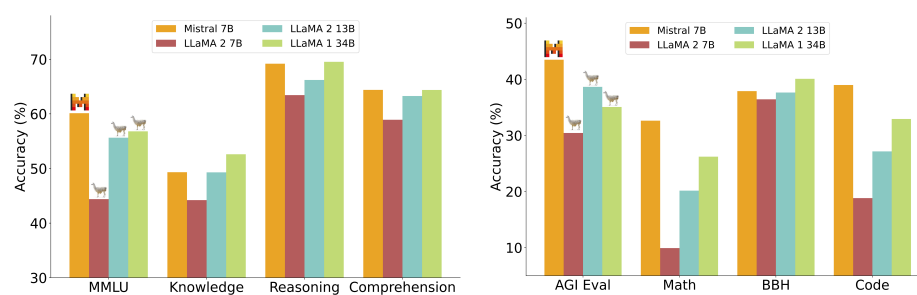 Mistral 7B
LLaMA 2 7B
LLaMA 2 13B
LLaMA 1 34B
Accuracy (%)
70
60
50
40
30
MMLU Knowledge Reasoning Comprehension
Mistral 7B
LLaMA 2 7B
LLaMA 2 13B
LLaMA 1 34B
Accuracy (%)
50
40
30
20
10
AGI Eval Math BBH Code